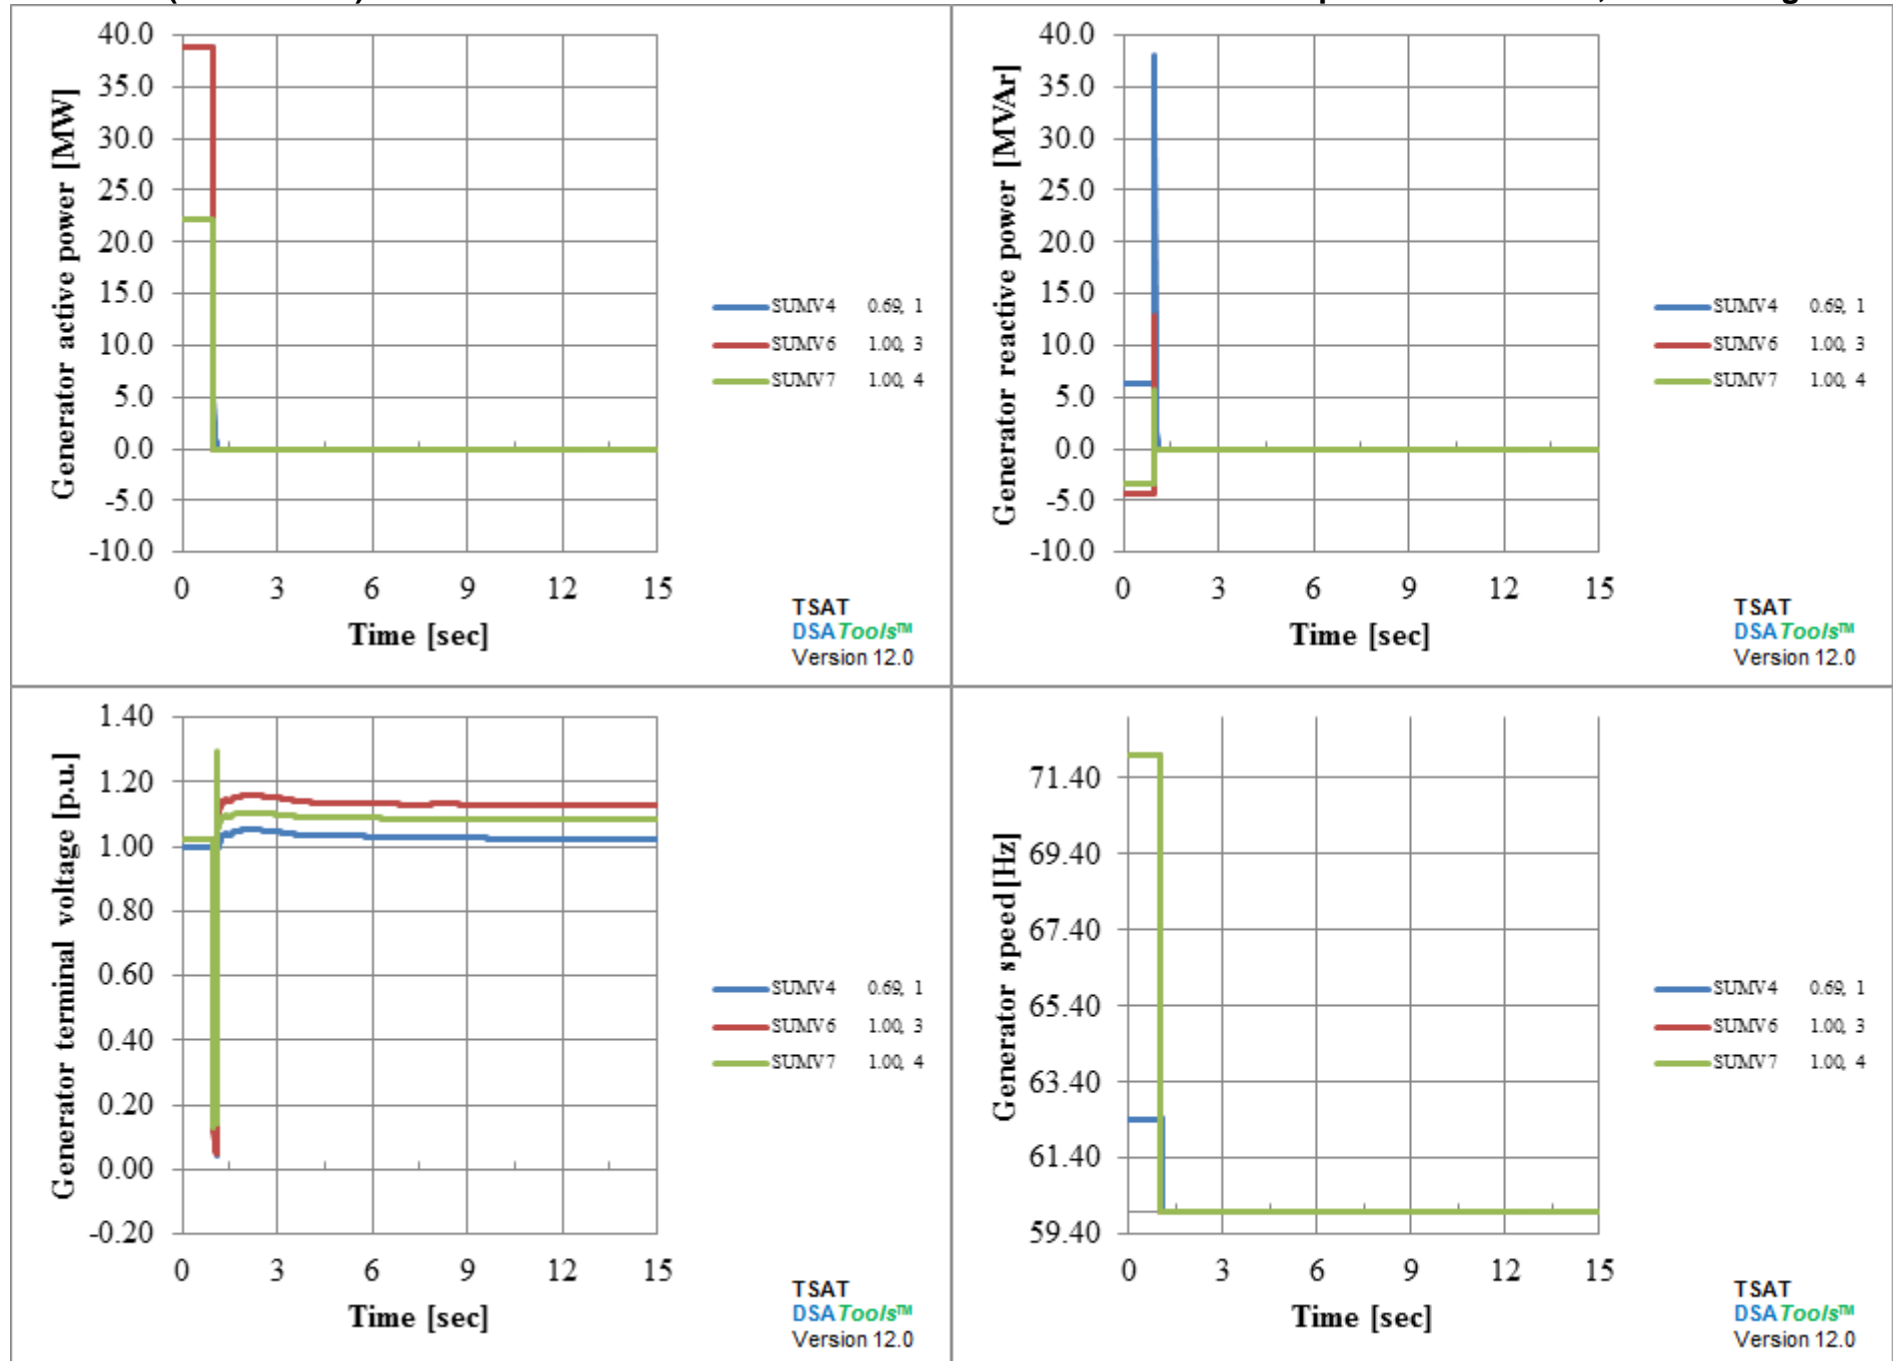 40.0
35.0
30.0
25.0
20.0
15.0
10.0
5.0
0.0
-5.0
-10.0
Generator active power [MW]
0 3 6 9 12 15
Time [sec]
SUMV4 0.69, 1
SUMV6 1.00, 3
SUMV7 1.00, 4
TSAT
DSATools™
Version 12.0
40.0
35.0
30.0
25.0
20.0
15.0
10.0
5.0
0.0
-5.0
-10.0
Generator reactive power [MVAr]
0 3 6 9 12 15
Time [sec]
SUMV4 0.69, 1
SUMV6 1.00, 3
SUMV7 1.00, 4
TSAT
DSATools™
Version 12.0
1.40
1.20
1.00
0.80
0.60
0.40
0.20
0.00
-0.20
Generator terminal voltage [p.u.]
0 3 6 9 12 15
Time [sec]
SUMV4 0.69, 1
SUMV6 1.00, 3
SUMV7 1.00, 4
TSAT
DSATools™
Version 12.0
71.40
69.40
67.40
65.40
63.40
61.40
59.40
Generator speed[Hz]
0 3 6 9 12 15
Time [sec]
SUMV4 0.69, 1
SUMV6 1.00, 3
SUMV7 1.00, 4
TSAT
DSATools™
Version 12.0